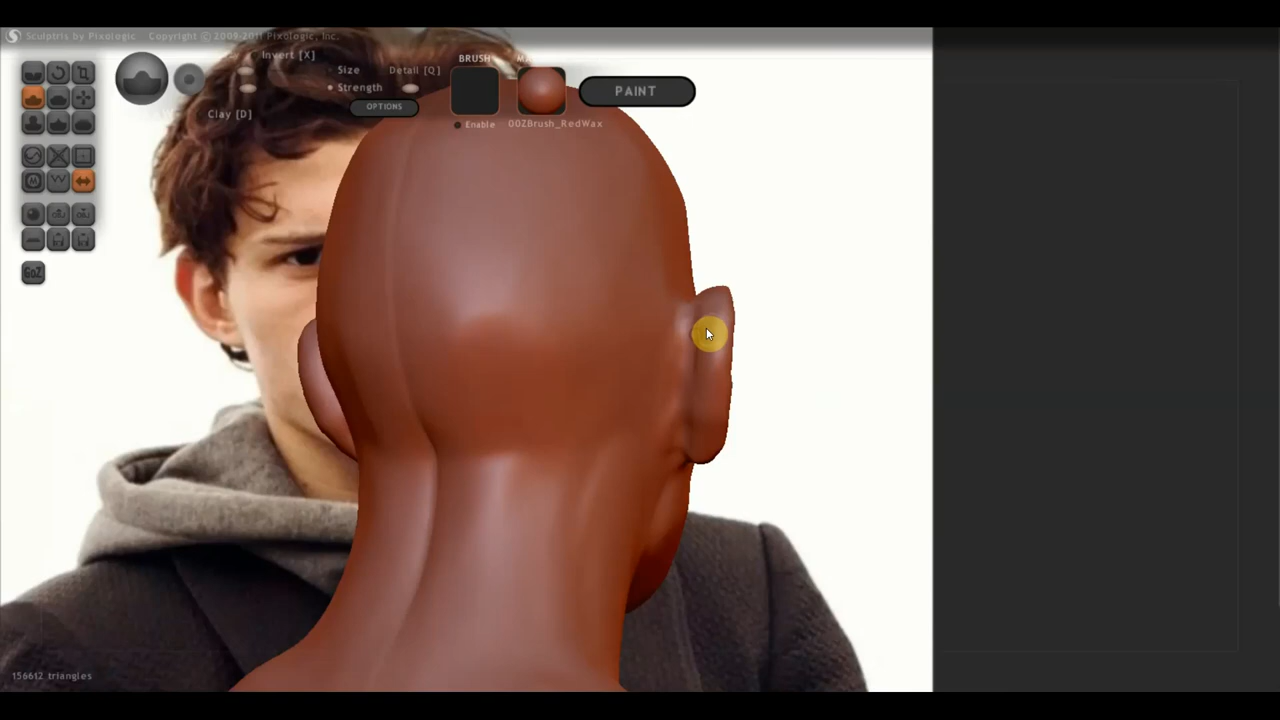 Sculptris by Pixologic   Copyright © 2009-2011 Pixologic, Inc.
Invert [X]
BRUSH
Size
Detail [Q]
Strength
PAINT
OPTIONS
Clay [D]
Enable
00ZBrush_RedWax
GoZ
156612 triangles